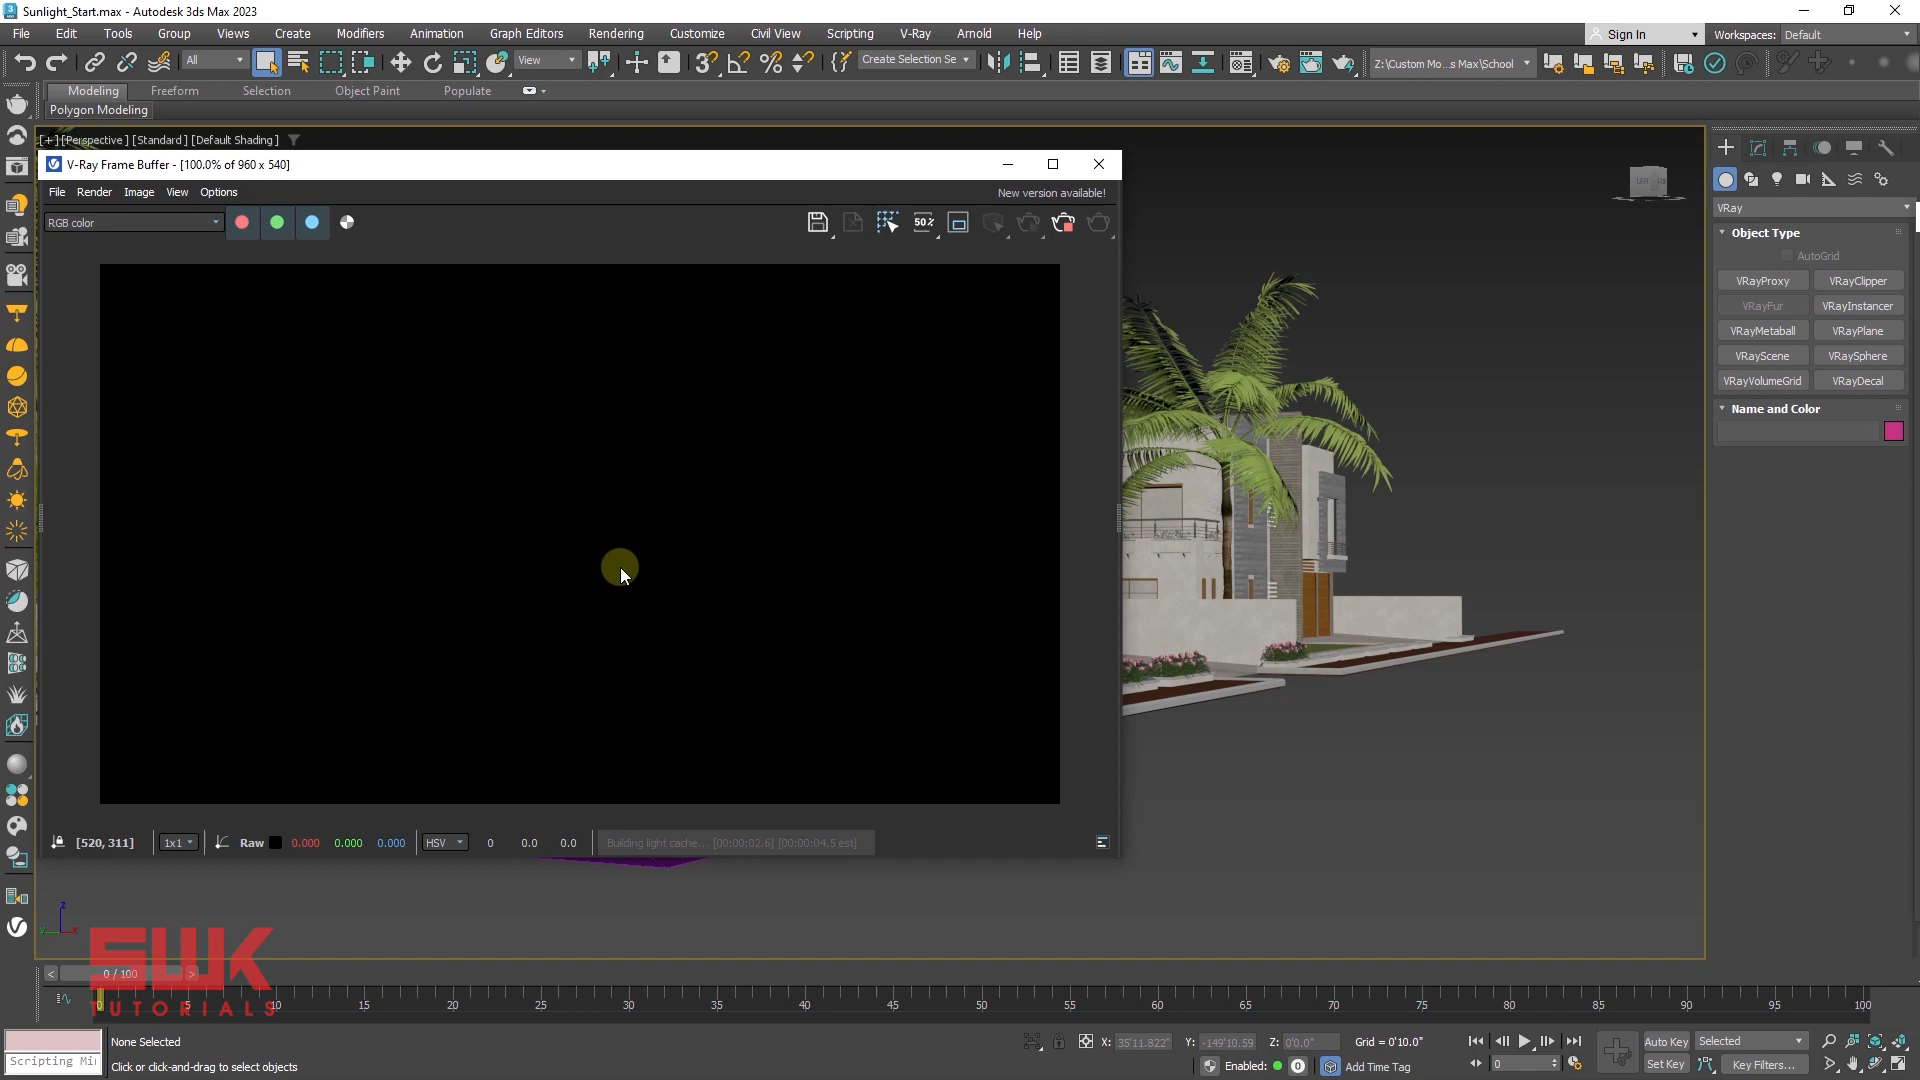 Sunlight_Start.max - Autodesk 3ds Max 2023
File Edit Tools Group Views Create Modifiers Animation Graph Editors Rendering Customize Civil View Scripting V-Ray Arnold Help
Sign In Workspaces: Default
All View Create Selection Se Z:\Custom Mo...s Max\School
Modeling Freeform Selection Object Paint Populate
Polygon Modeling
[+] [Perspective ] [Standard ] [Default Shading ]
V-Ray Frame Buffer - [100.0% of 960 x 540]
File Render Image View Options
New version available!
RGB color
50%
VRay
Object Type
AutoGrid
VRayProxy VRayClipper
VRayFur VRayInstancer
VRayMetaball VRayPlane
VRayScene VRaySphere
VRayVolumeGrid VRayDecal
Name and Color
[520, 311] 1x1 Raw 0.000 0.000 0.000 HSV 0 0.0 0.0 Building light cache... [00:00:02.6] [00:00:04.5 est]
z
x
SWK
TUTORIALS
< 0 / 100 >
0 5 10 15 20 25 30 35 40 45 50 55 60 65 70 75 80 85 90 95 100
None Selected
X: 35'11.822" Y: -149'10.59 Z: 0'0.0" Grid = 0'10.0"
Auto Key Selected
Scripting Mi
Click or click-and-drag to select objects
Enabled: 0 Add Time Tag
0
Set Key Key Filters...